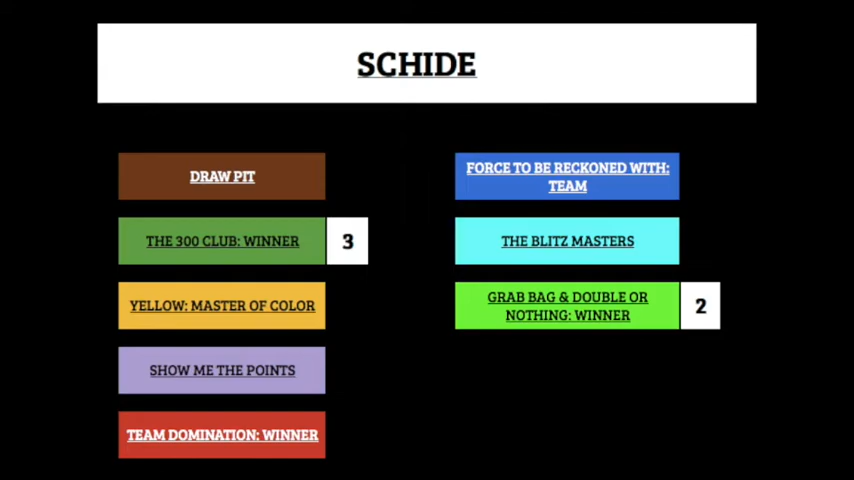 SCHIDE
DRAW PIT
THE 300 CLUB: WINNER
3
YELLOW: MASTER OF COLOR
SHOW ME THE POINTS
TEAM DOMINATION: WINNER
FORCE TO BE RECKONED WITH:
TEAM
THE BLITZ MASTERS
GRAB BAG & DOUBLE OR
NOTHING: WINNER
2